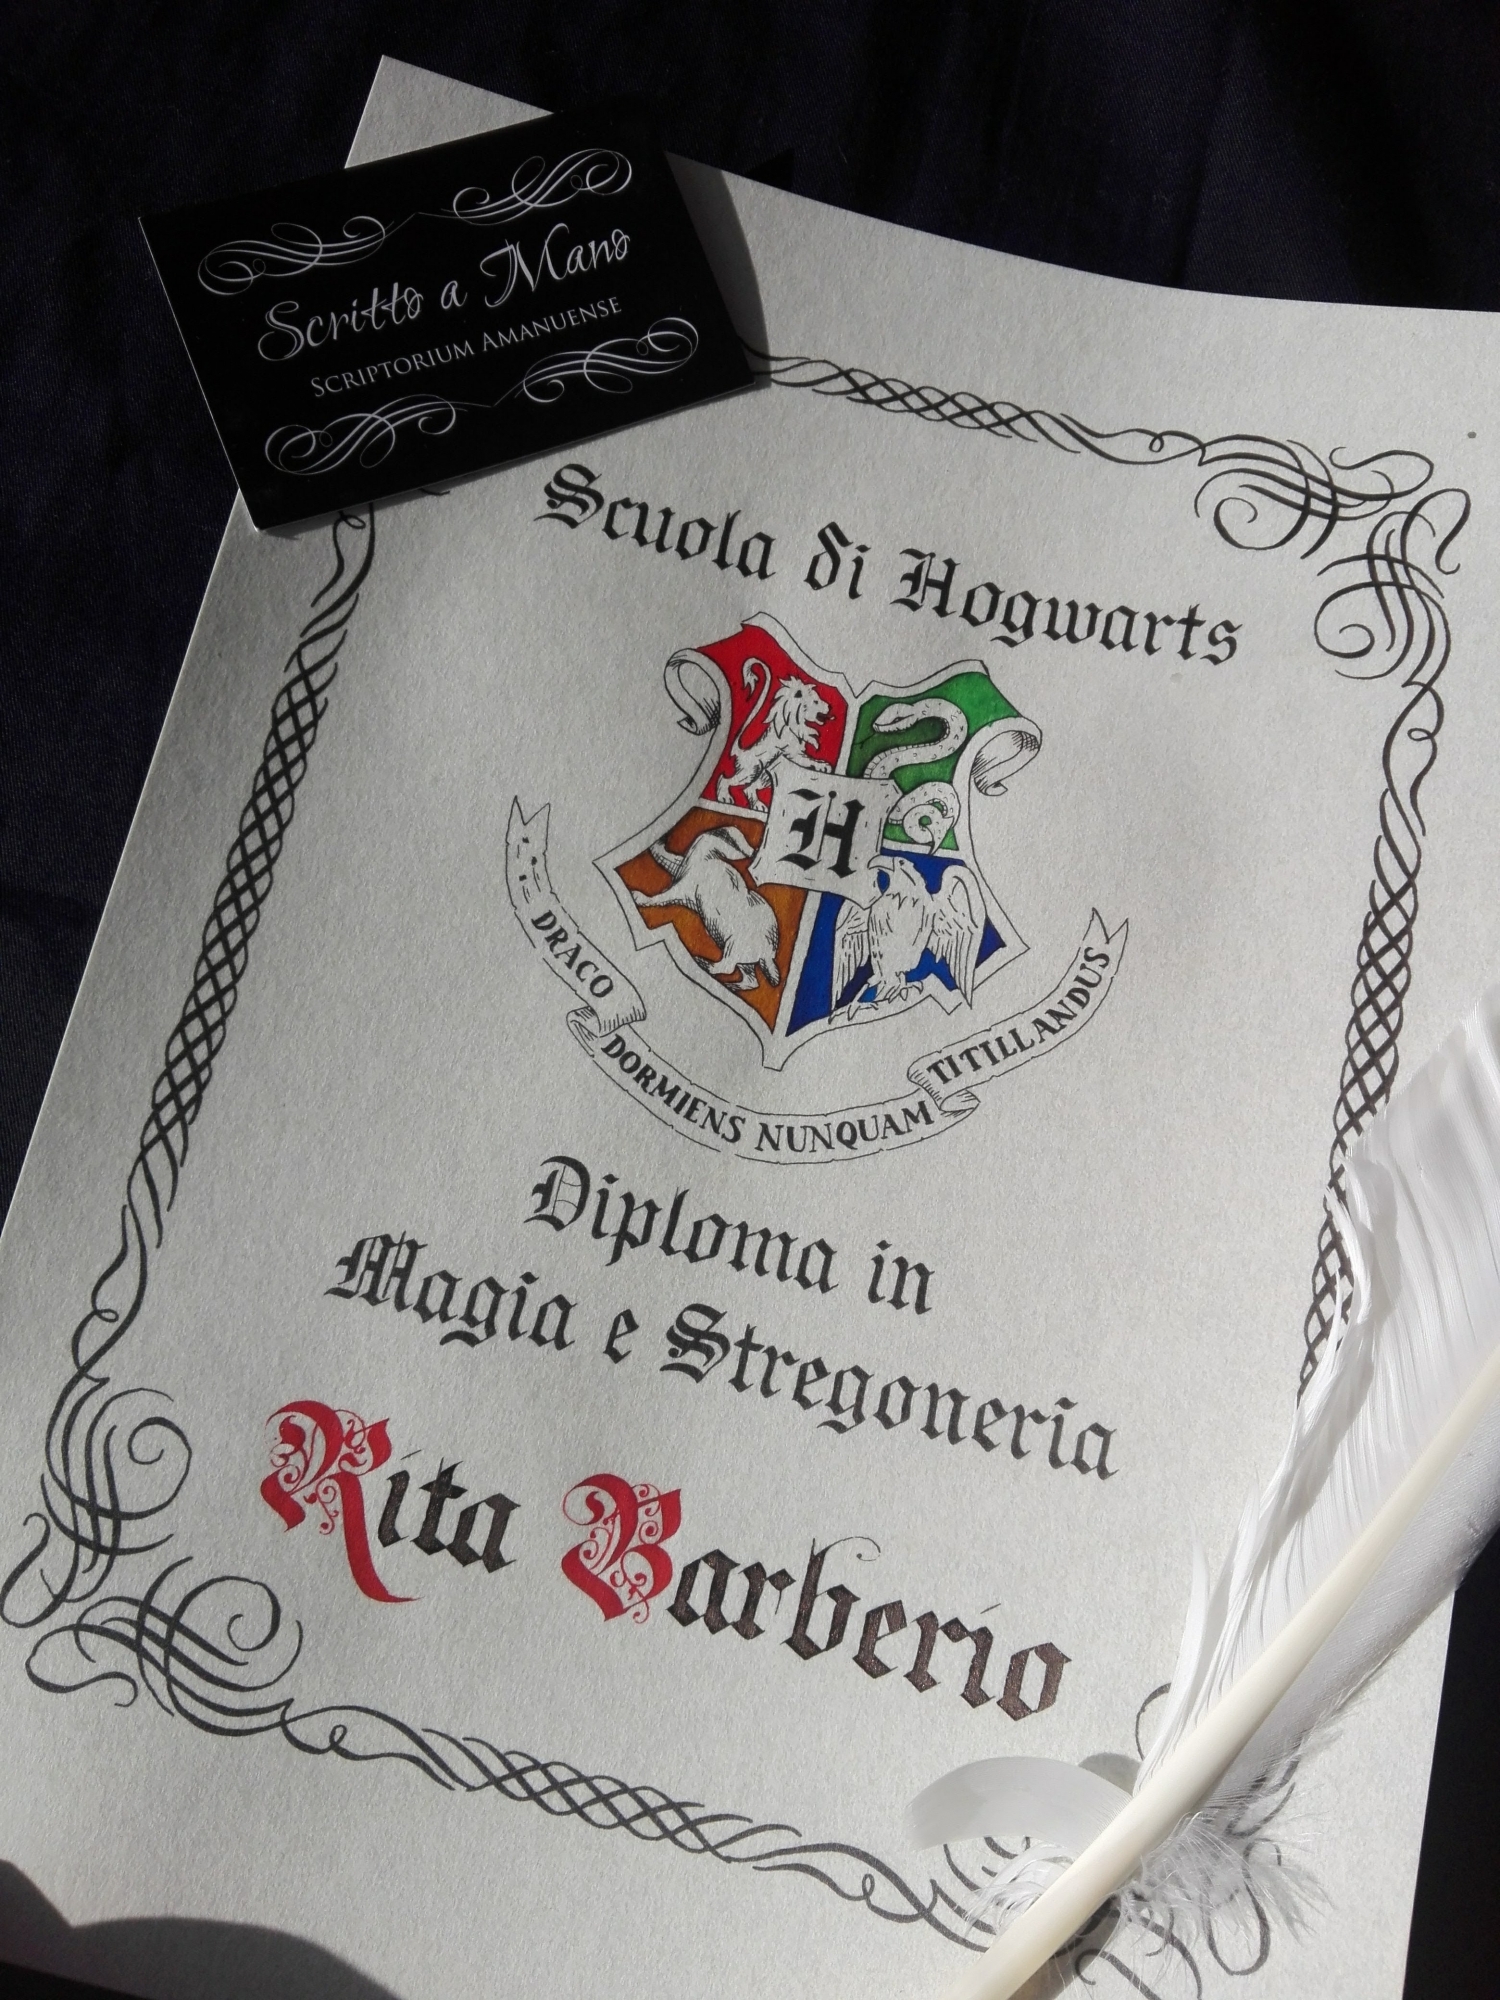 Scritto a Mano
Scriptorium Amanuense
Scuola di Hogwarts
H
DRACO DORMIENS NUNQUAM TITILLANDUS
Diploma in
Magia e Stregoneria
Rita Barberio